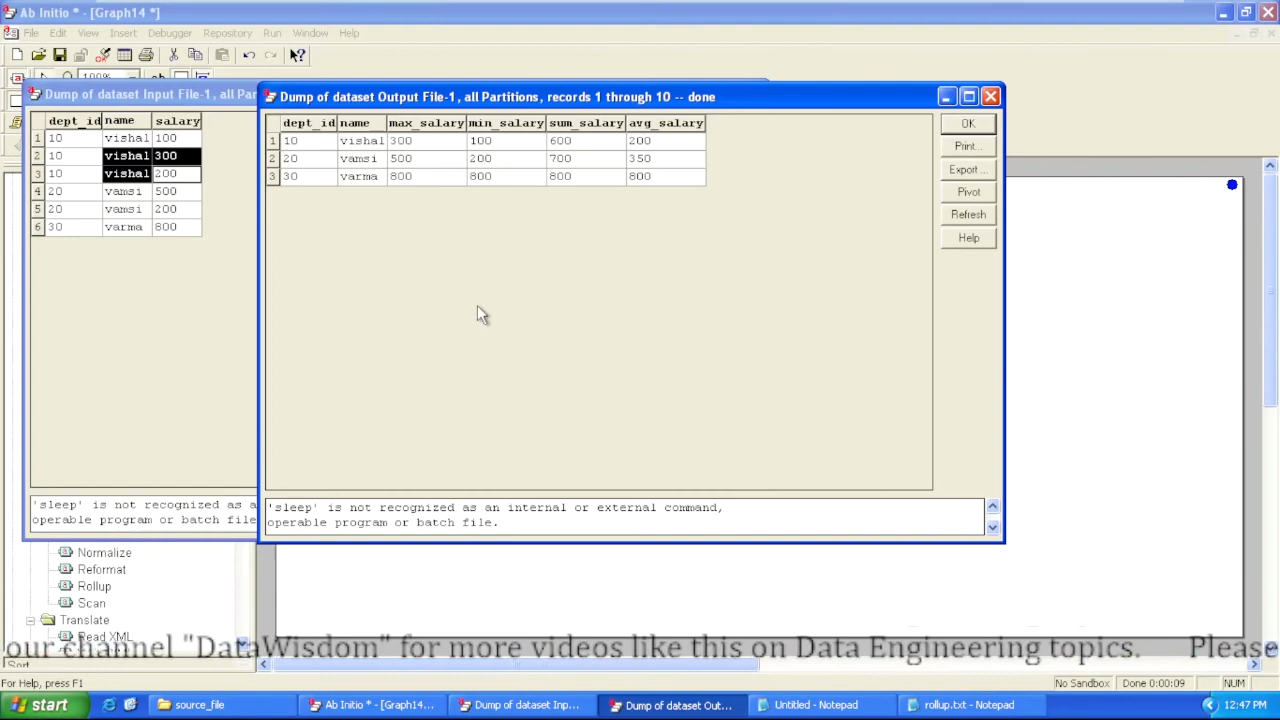 Ab Initio * - [Graph14 *]
File Edit View Insert Debugger Repository Run Window Help
100%
Dump of dataset Input File-1, all Par
dept_id name salary
1 10 vishal 100
2 10 vishal 300
3 10 vishal 200
4 20 vamsi 500
5 20 vamsi 200
6 30 varma 800
'sleep' is not recognized as a
operable program or batch file
Dump of dataset Output File-1, all Partitions, records 1 through 10 -- done
dept_id name max_salary min_salary sum_salary avg_salary
1 10 vishal 300 100 600 200
2 20 vamsi 500 200 700 350
3 30 varma 800 800 800 800
OK
Print...
Export ...
Pivot
Refresh
Help
'sleep' is not recognized as an internal or external command,
operable program or batch file.
Normalize
Reformat
Rollup
Scan
Translate
Read XML
our channel "DataWisdom" for more videos like this on Data Engineering topics. Please
For Help, press F1
No Sandbox Done 0:00:09 NUM
start source_file Ab Initio * - [Graph14... Dump of dataset Inp... Dump of dataset Out... Untitled - Notepad rollup.txt - Notepad 12:47 PM